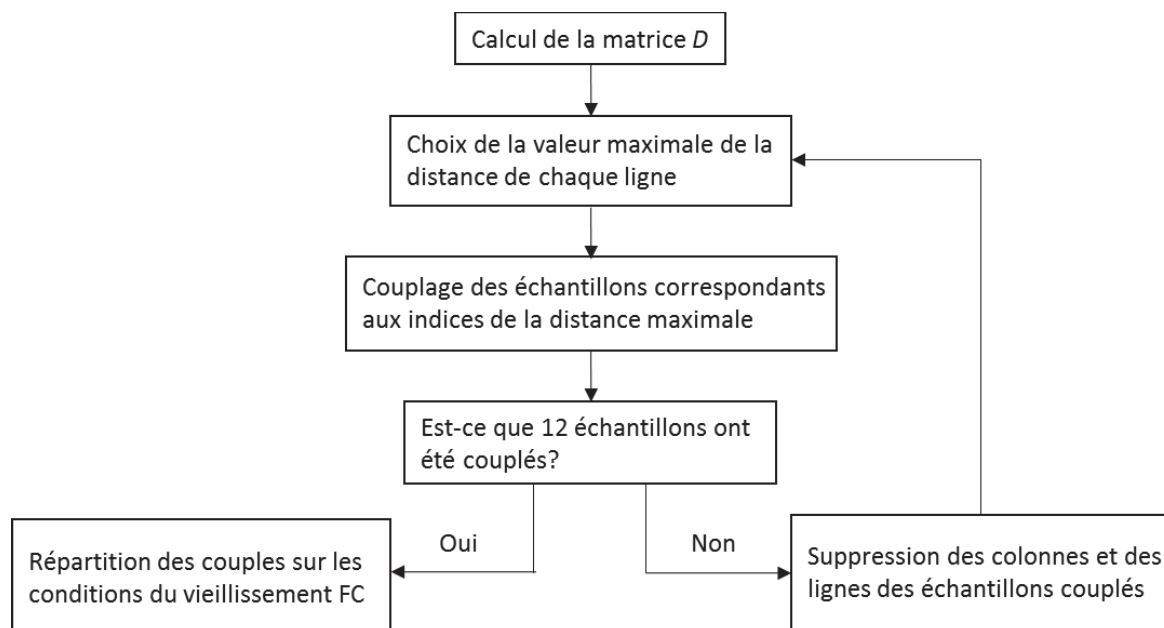 Calcul de la matrice D
Choix de la valeur maximale de la
distance de chaque ligne
Couplage des échantillons correspondants
aux indices de la distance maximale
Est-ce que 12 échantillons ont
été couplés?
Oui
Non
Répartition des couples sur les
conditions du vieillissement FC
Suppression des colonnes et des
lignes des échantillons couplés